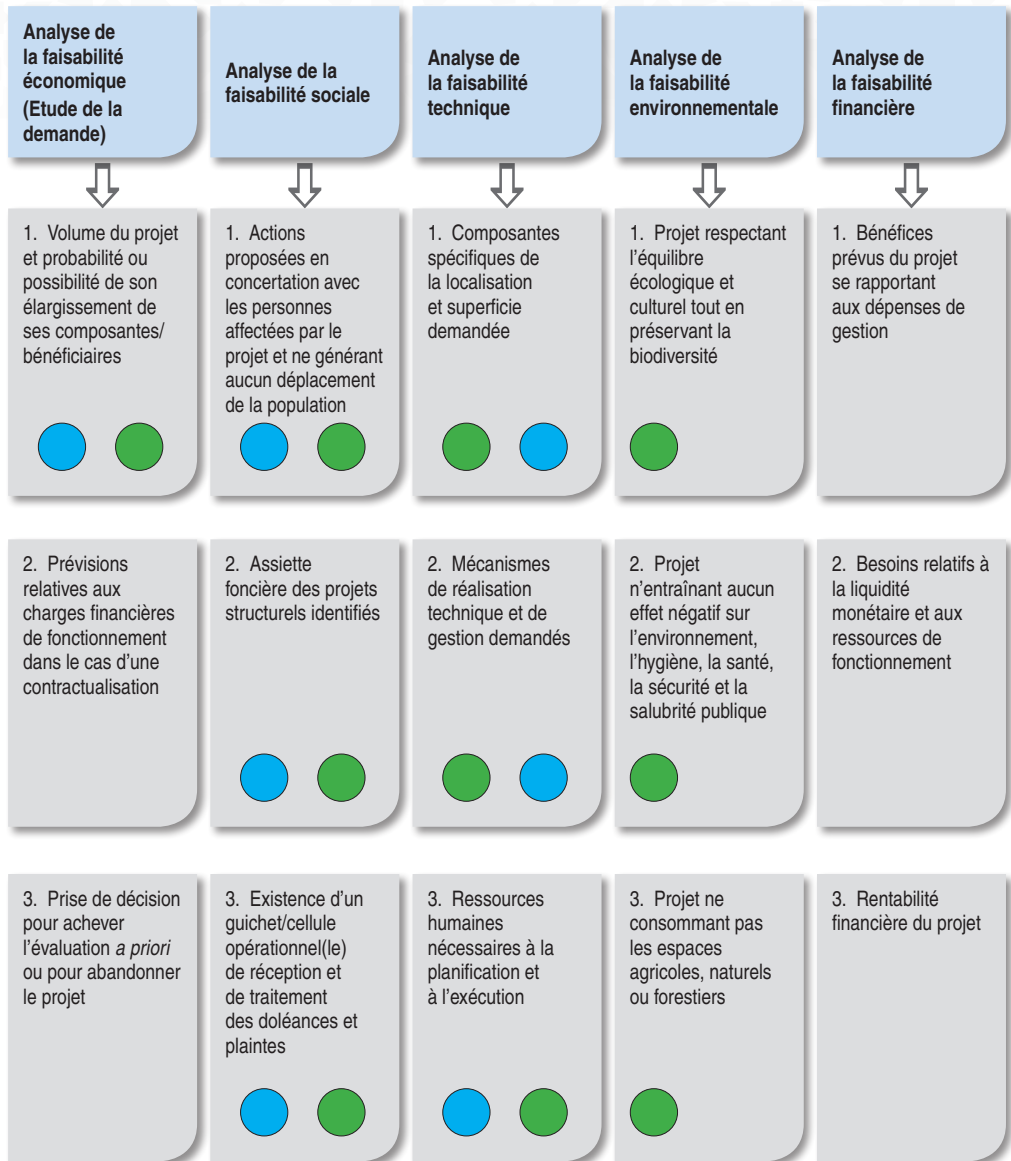 Analyse de
la faisabilité
économique
(Etude de la
demande)
Analyse de la
faisabilité sociale
Analyse de
la faisabilité
technique
Analyse de
la faisabilité
environnementale
Analyse de
la faisabilité
financière
1. Volume du projet
et probabilité ou
possibilité de son
élargissement de
ses composantes/
bénéficiaires
1. Actions
proposées en
concertation avec
les personnes
affectées par le
projet et ne générant
aucun déplacement
de la population
1. Composantes
spécifiques de
la localisation
et superficie
demandée
1. Projet respectant
l'équilibre
écologique et
culturel tout en
préservant la
biodiversité
1. Bénéfices
prévus du projet
se rapportant
aux dépenses de
gestion
2. Prévisions
relatives aux
charges financières
de fonctionnement
dans le cas d'une
contractualisation
2. Assiette
foncière des projets
structurels identifiés
2. Mécanismes
de réalisation
technique et de
gestion demandés
2. Projet
n'entraînant aucun
effet négatif sur
l'environnement,
l'hygiène, la santé,
la sécurité et la
salubrité publique
2. Besoins relatifs à
la liquidité
monétaire et aux
ressources de
fonctionnement
3. Prise de décision
pour achever
l'évaluation a priori
ou pour abandonner
le projet
3. Existence d'un
guichet/cellule
opérationnel(le)
de réception et
de traitement
des doléances et
plaintes
3. Ressources
humaines
nécessaires à la
planification et
à l'exécution
3. Projet ne
consommant pas
les espaces
agricoles, naturels
ou forestiers
3. Rentabilité
financière du projet